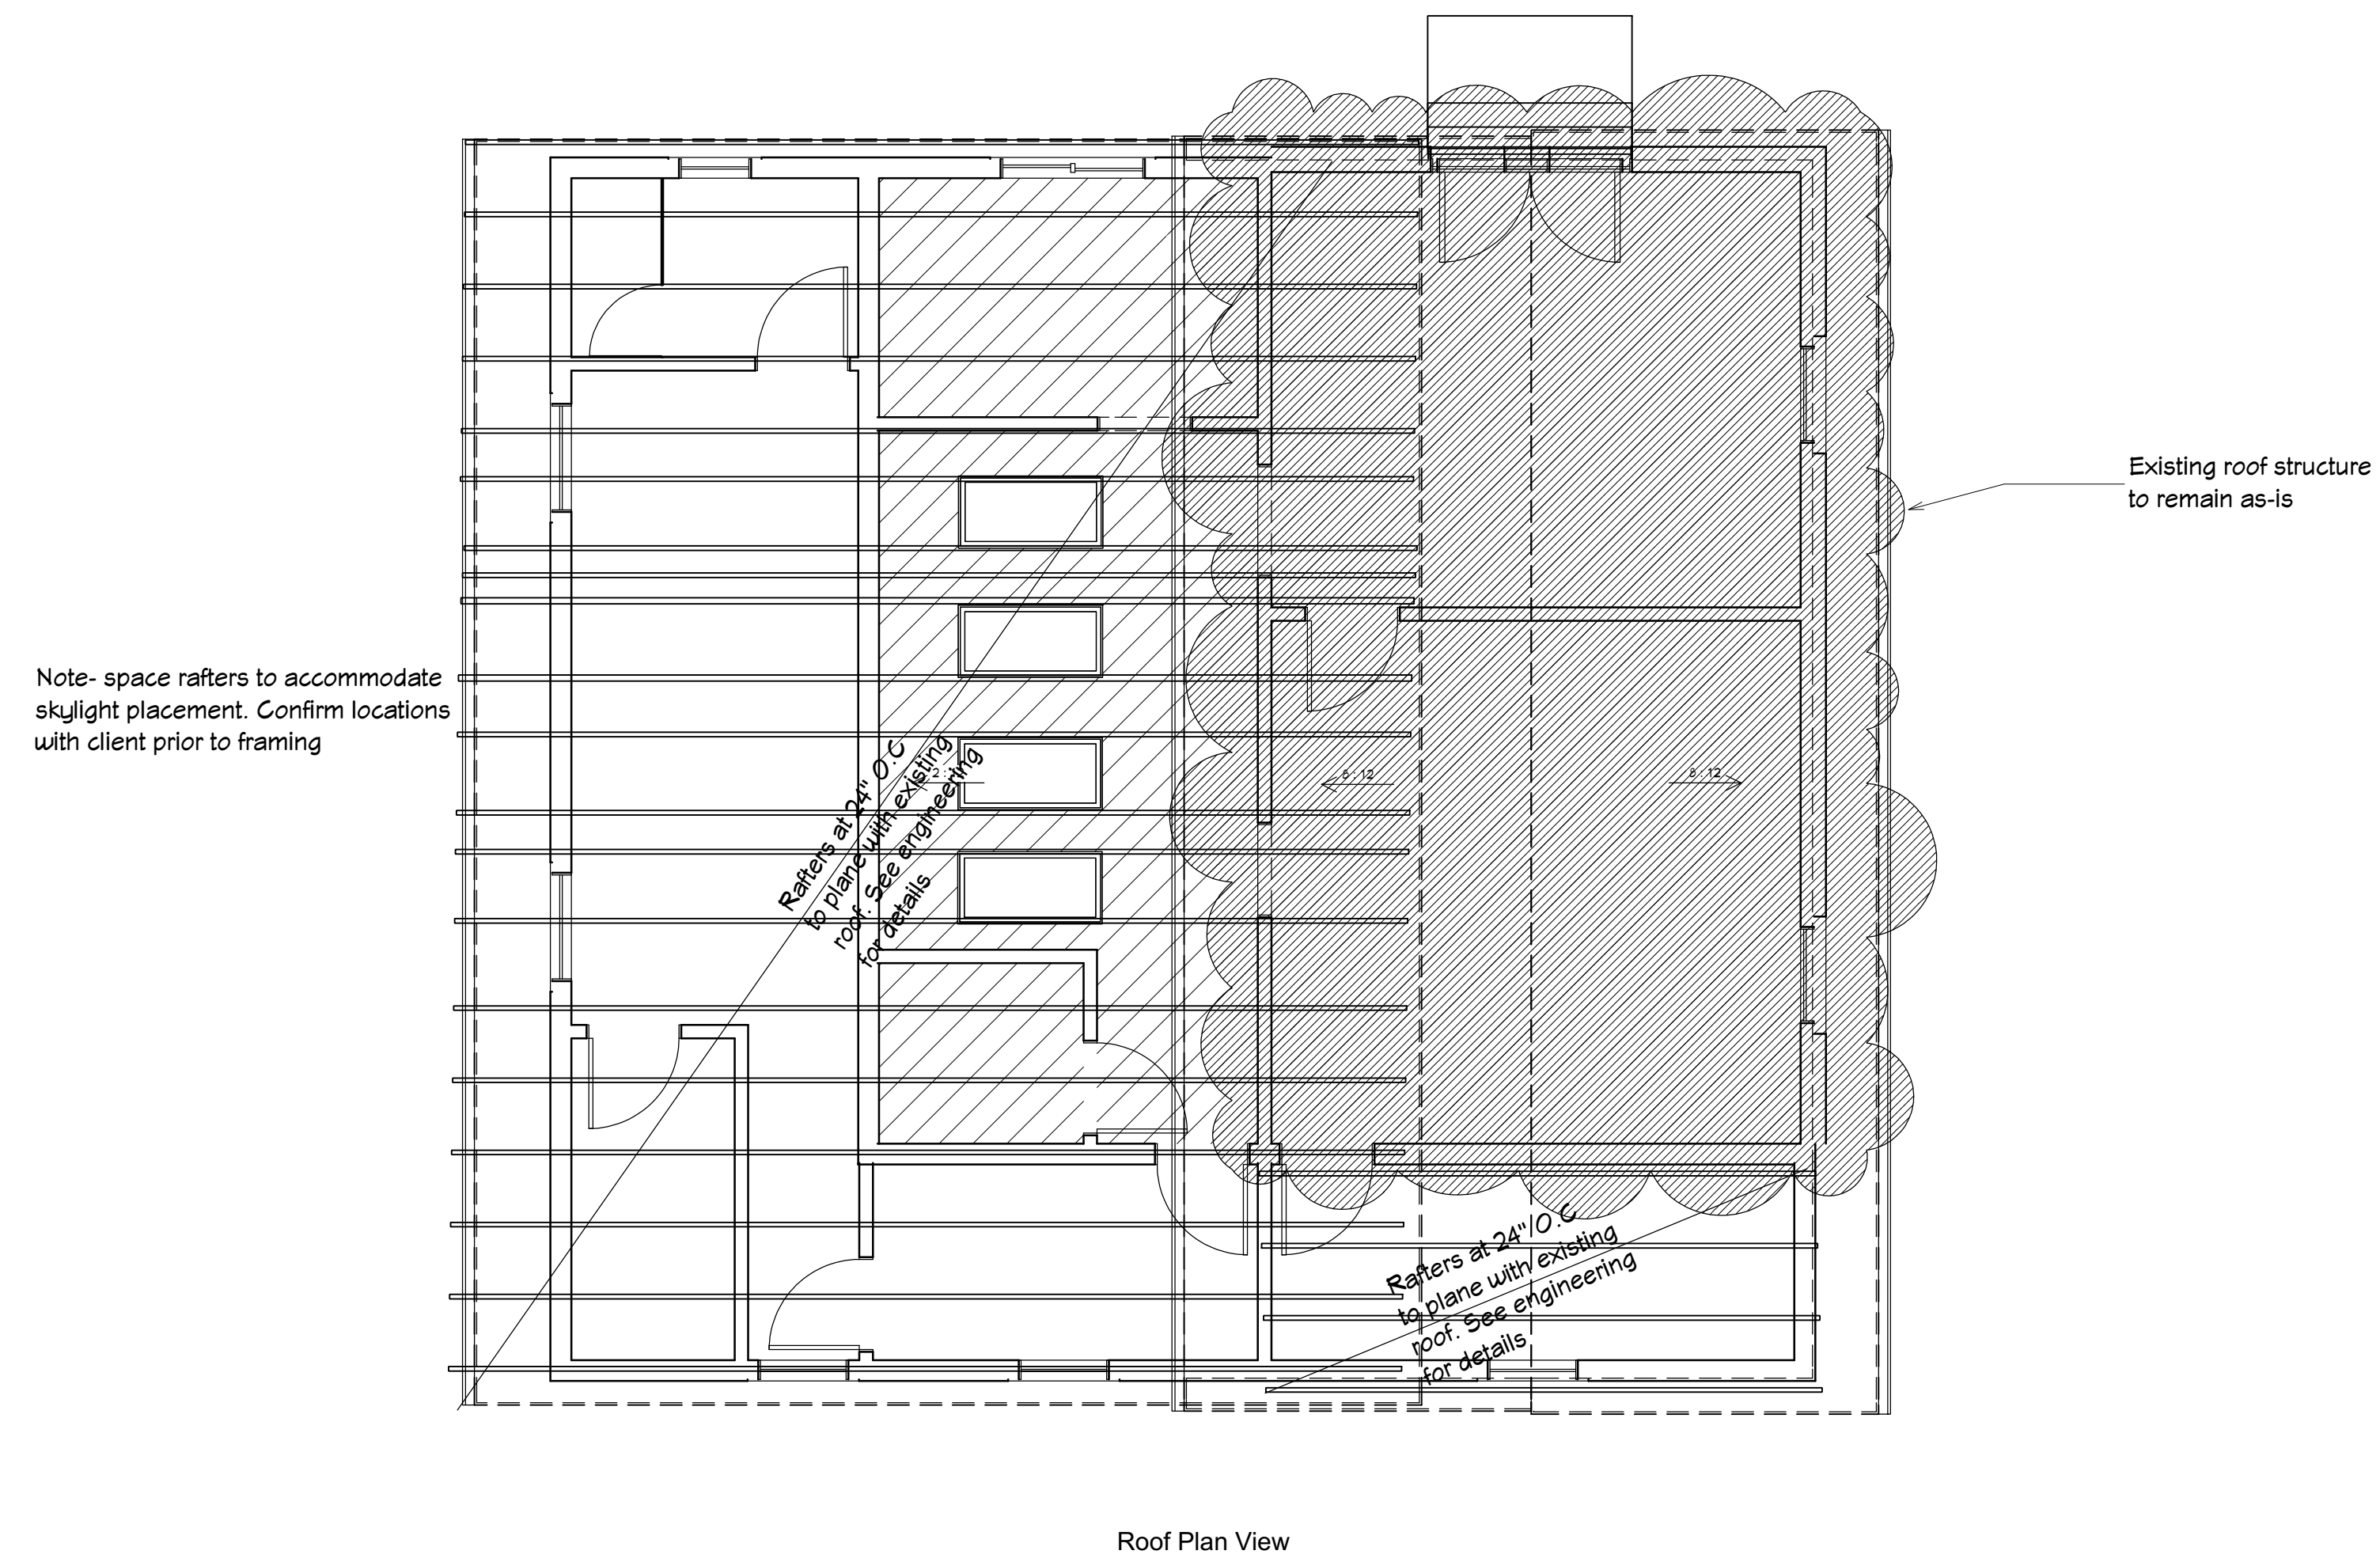 Existing roof structure
to remain as-is
Note- space rafters to accommodate
skylight placement. Confirm locations
with client prior to framing
Rafters at 24" O.C
to plane with existing
roof. See engineering
for details
8 : 12
8 : 12
Rafters at 24" O.C
to plane with existing
roof. See engineering
for details
Roof Plan View